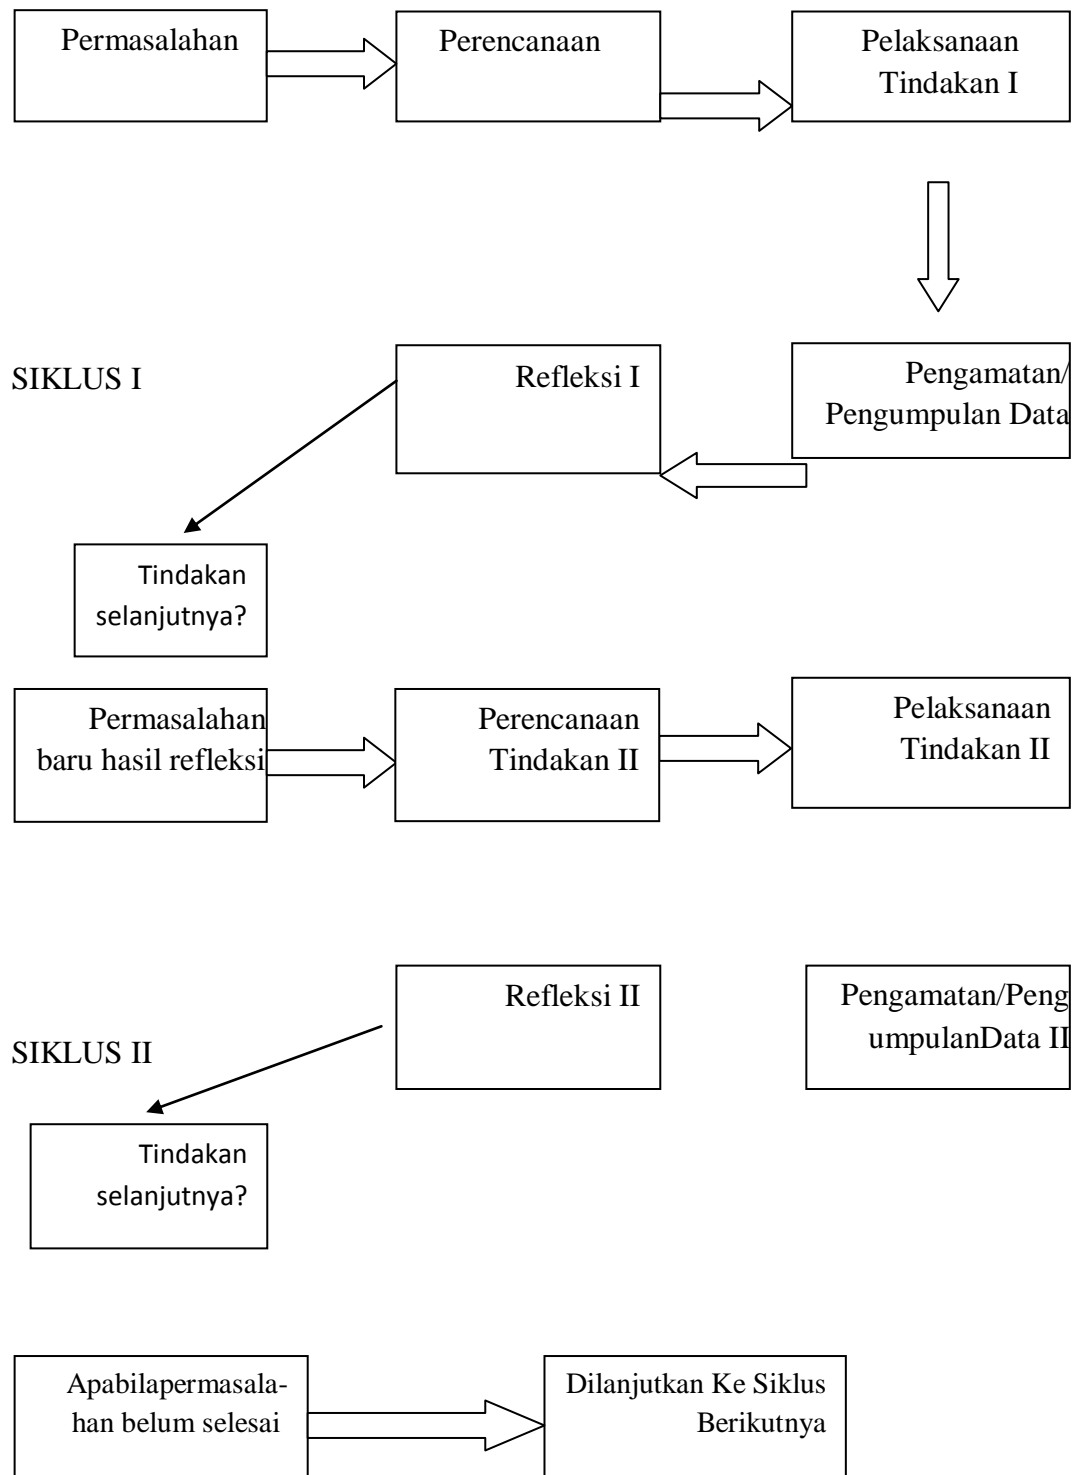 Permasalahan
Perencanaan
Pelaksanaan
Tindakan I
SIKLUS I
Refleksi I
Pengamatan/
Pengumpulan Data
Tindakan
selanjutnya?
Permasalahan
baru hasil refleksi
Perencanaan
Tindakan II
Pelaksanaan
Tindakan II
SIKLUS II
Refleksi II
Pengamatan/Peng
umpulanData II
Tindakan
selanjutnya?
Apabilapermasala-
han belum selesai
Dilanjutkan Ke Siklus
Berikutnya